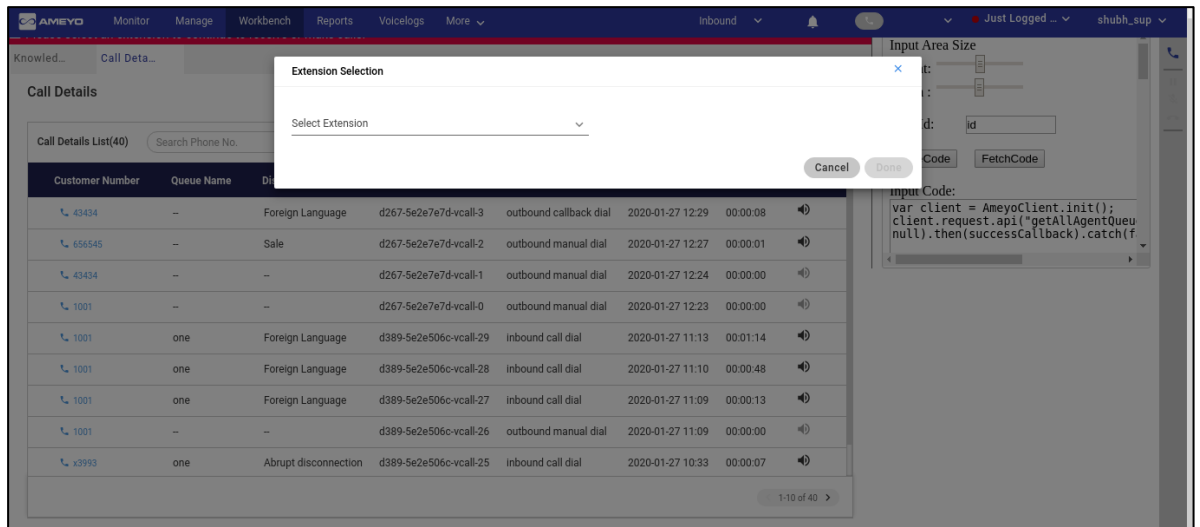 AMEYO Monitor Manage Workbench Reports Voicelogs More Inbound Just Logged ... shubh_sup
Knowled... Call Deta...
Call Details
Extension Selection
Select Extension
Cancel Done
Call Details List(40) Search Phone No.
Customer Number Queue Name
43434 -- Foreign Language d267-5e2e7e7d-vcall-3 outbound callback dial 2020-01-27 12:29 00:00:08
656545 -- Sale d267-5e2e7e7d-vcall-2 outbound manual dial 2020-01-27 12:27 00:00:01
43434 -- -- d267-5e2e7e7d-vcall-1 outbound manual dial 2020-01-27 12:24 00:00:00
1001 -- -- d267-5e2e7e7d-vcall-0 outbound manual dial 2020-01-27 12:23 00:00:00
1001 one Foreign Language d389-5e2e506c-vcall-29 inbound call dial 2020-01-27 11:13 00:01:14
1001 one Foreign Language d389-5e2e506c-vcall-28 inbound call dial 2020-01-27 11:10 00:00:48
1001 one Foreign Language d389-5e2e506c-vcall-27 inbound call dial 2020-01-27 11:09 00:00:13
1001 -- -- d389-5e2e506c-vcall-26 outbound manual dial 2020-01-27 11:09 00:00:00
x3993 one Abrupt disconnection d389-5e2e506c-vcall-25 inbound call dial 2020-01-27 10:33 00:00:07
1-10 of 40
Input Area Size
id
FetchCode
Input Code:
var client = AmeyoClient.init();
client.request.api("getAllAgentQueu
null).then(successCallback).catch(f